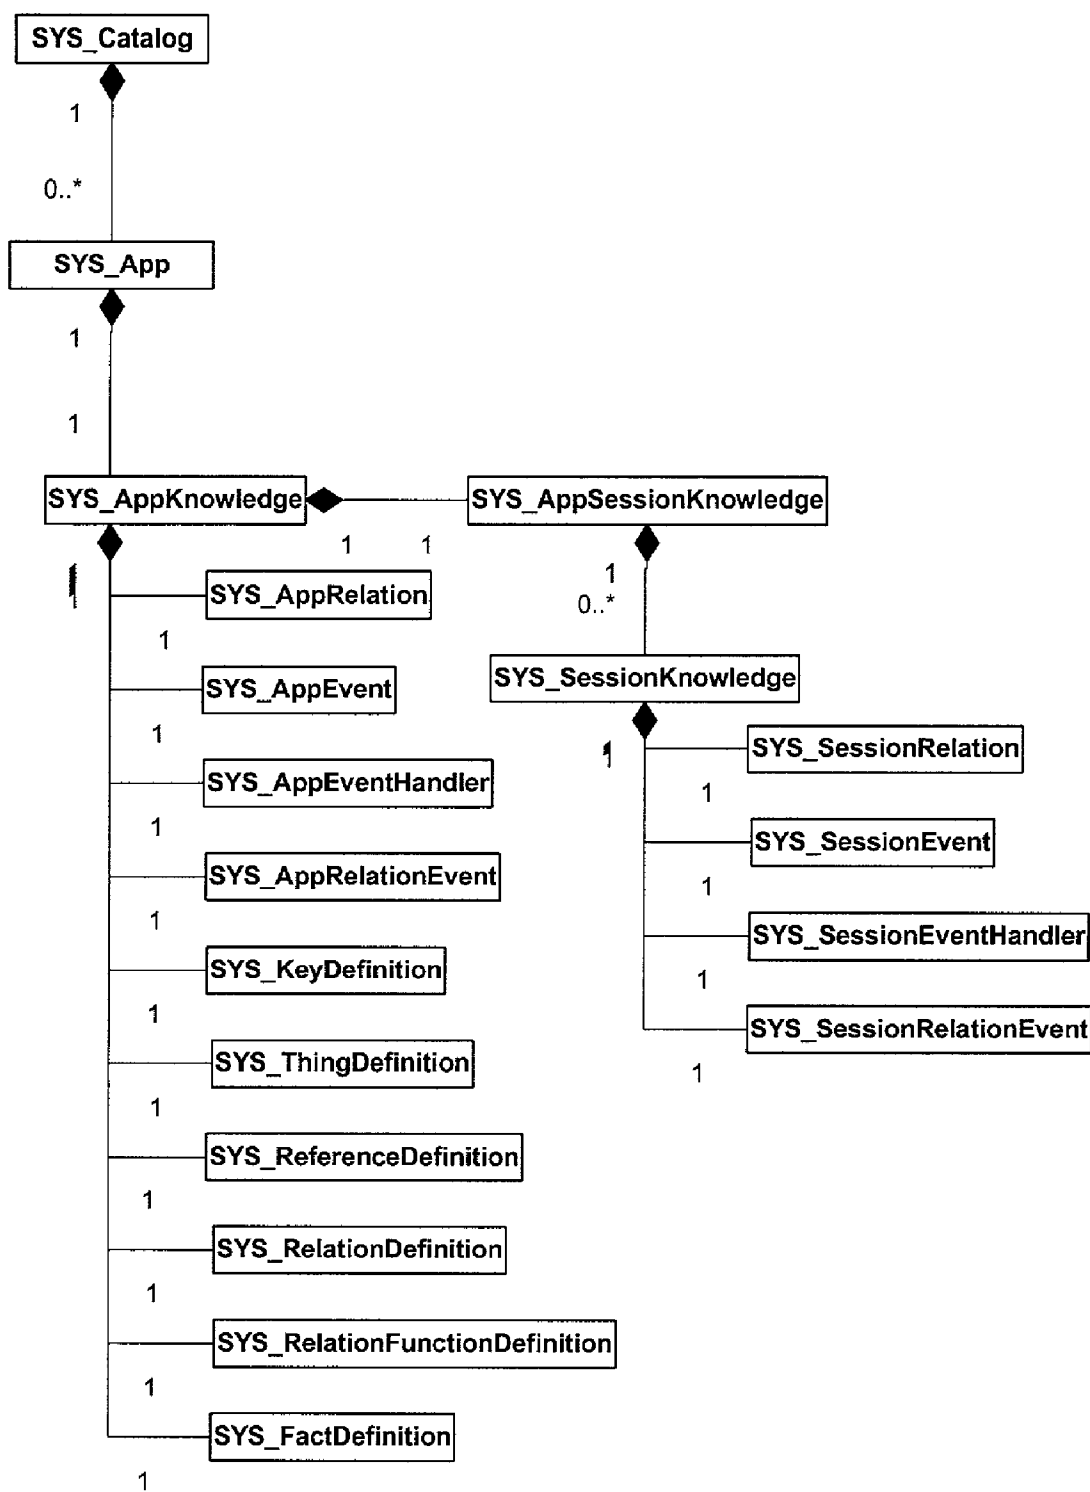 SYS_Catalog
1
0..*
SYS_App
1
1
SYS_AppKnowledge
SYS_AppSessionKnowledge
1
1
1
1
0..*
SYS_AppRelation
1
SYS_SessionKnowledge
SYS_AppEvent
1
1
SYS_SessionRelation
SYS_AppEventHandler
1
1
SYS_SessionEvent
SYS_AppRelationEvent
1
1
SYS_SessionEventHandler
SYS_KeyDefinition
1
1
SYS_SessionRelationEvent
SYS_ThingDefinition
1
1
SYS_ReferenceDefinition
1
SYS_RelationDefinition
1
SYS_RelationFunctionDefinition
1
SYS_FactDefinition
1